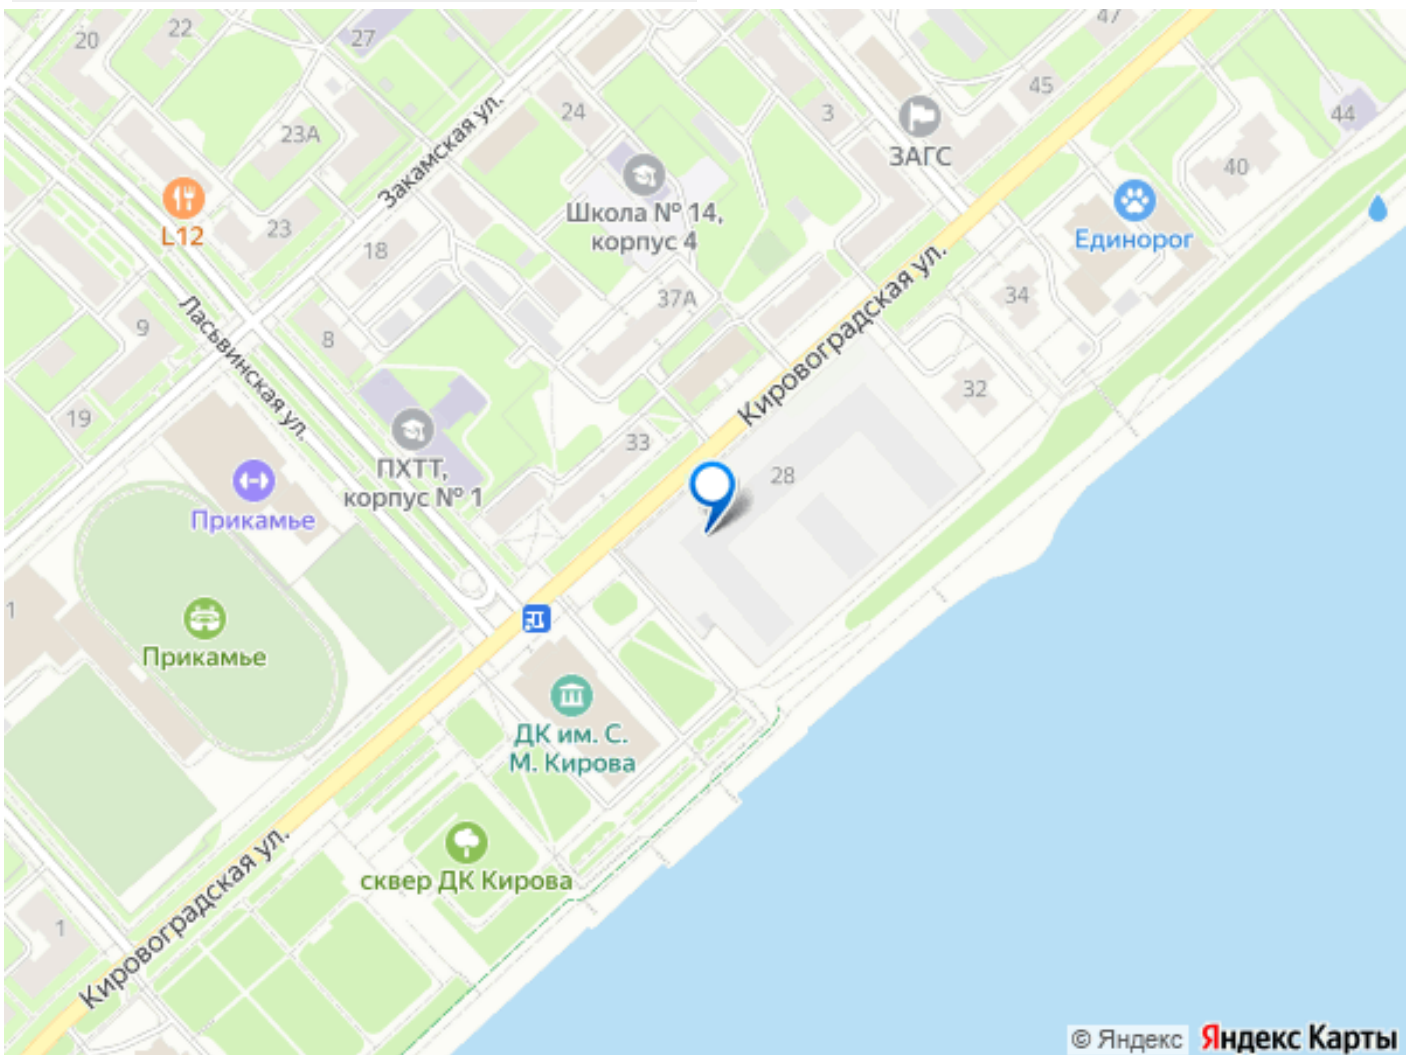 20
22
27
47
45
44
24
3
23А
Закамская ул.
ЗАГС
40
Школа № 14,
корпус 4
L12
23
18
Единорог
37А
34
Кировоградская ул.
9
8
Ласьвинская ул.
32
19
33
28
ПХТТ,
корпус № 1
Прикамье
1
Прикамье
ДК им. С.
М. Кирова
сквер ДК Кирова
Кировоградская ул.
1
© Яндекс Яндекс Карты